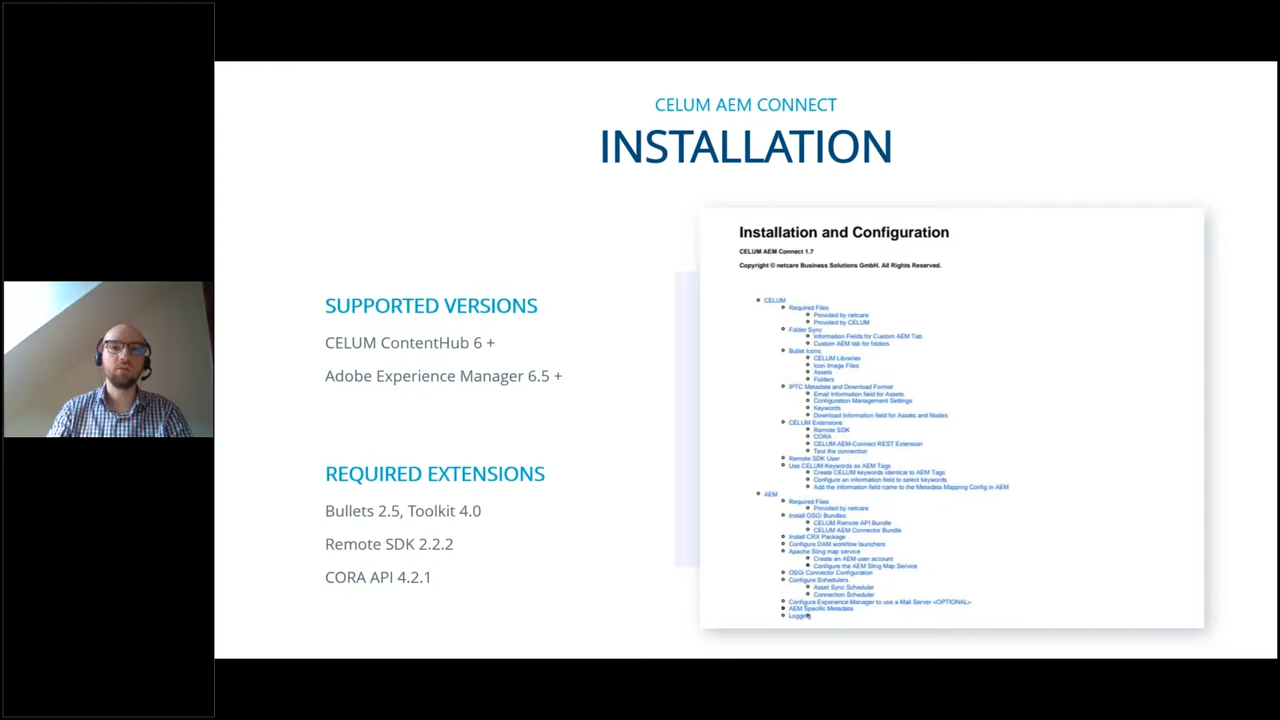 CELUM AEM CONNECT
INSTALLATION
SUPPORTED VERSIONS
CELUM ContentHub 6 +
Adobe Experience Manager 6.5 +
REQUIRED EXTENSIONS
Bullets 2.5, Toolkit 4.0
Remote SDK 2.2.2
CORA API 4.2.1
Installation and Configuration
CELUM AEM Connect 1.7
Copyright © netcare Business Solutions GmbH. All Rights Reserved.
CELUM
Required Files
Provided by netcare
Provided by CELUM
Folder Sync
Information Fields for Custom AEM Tab
Custom AEM tab for folders
Bullet Icons
CELUM Libraries
Icon Image Files
Assets
Folders
IPTC Metadata and Download Format
Email Information field for Assets
Configuration Management Settings
Keywords
Download Information field for Assets and Nodes
CELUM Extensions
Remote SDK
CORA
CELUM-AEM-Connect REST Extension
Test the connection
Remote SDK User
Use CELUM Keywords as AEM Tags
Create CELUM keywords identical to AEM Tags
Configure an information field to select keywords
Add the information field name to the Metadata Mapping Config in AEM
AEM
Required Files
Provided by netcare
Install OSGi Bundles
CELUM Remote API Bundle
CELUM AEM Connector Bundle
Install CRX Package
Configure DAM workflow launchers
Apache Sling map service
Create an AEM user account
Configure the AEM Sling Map Service
OSGi Connector Configuration
Configure Schedulers
Asset Sync Scheduler
Connection Scheduler
Configure Experience Manager to use a Mail Server <OPTIONAL>
AEM Specific Metadata
Logging